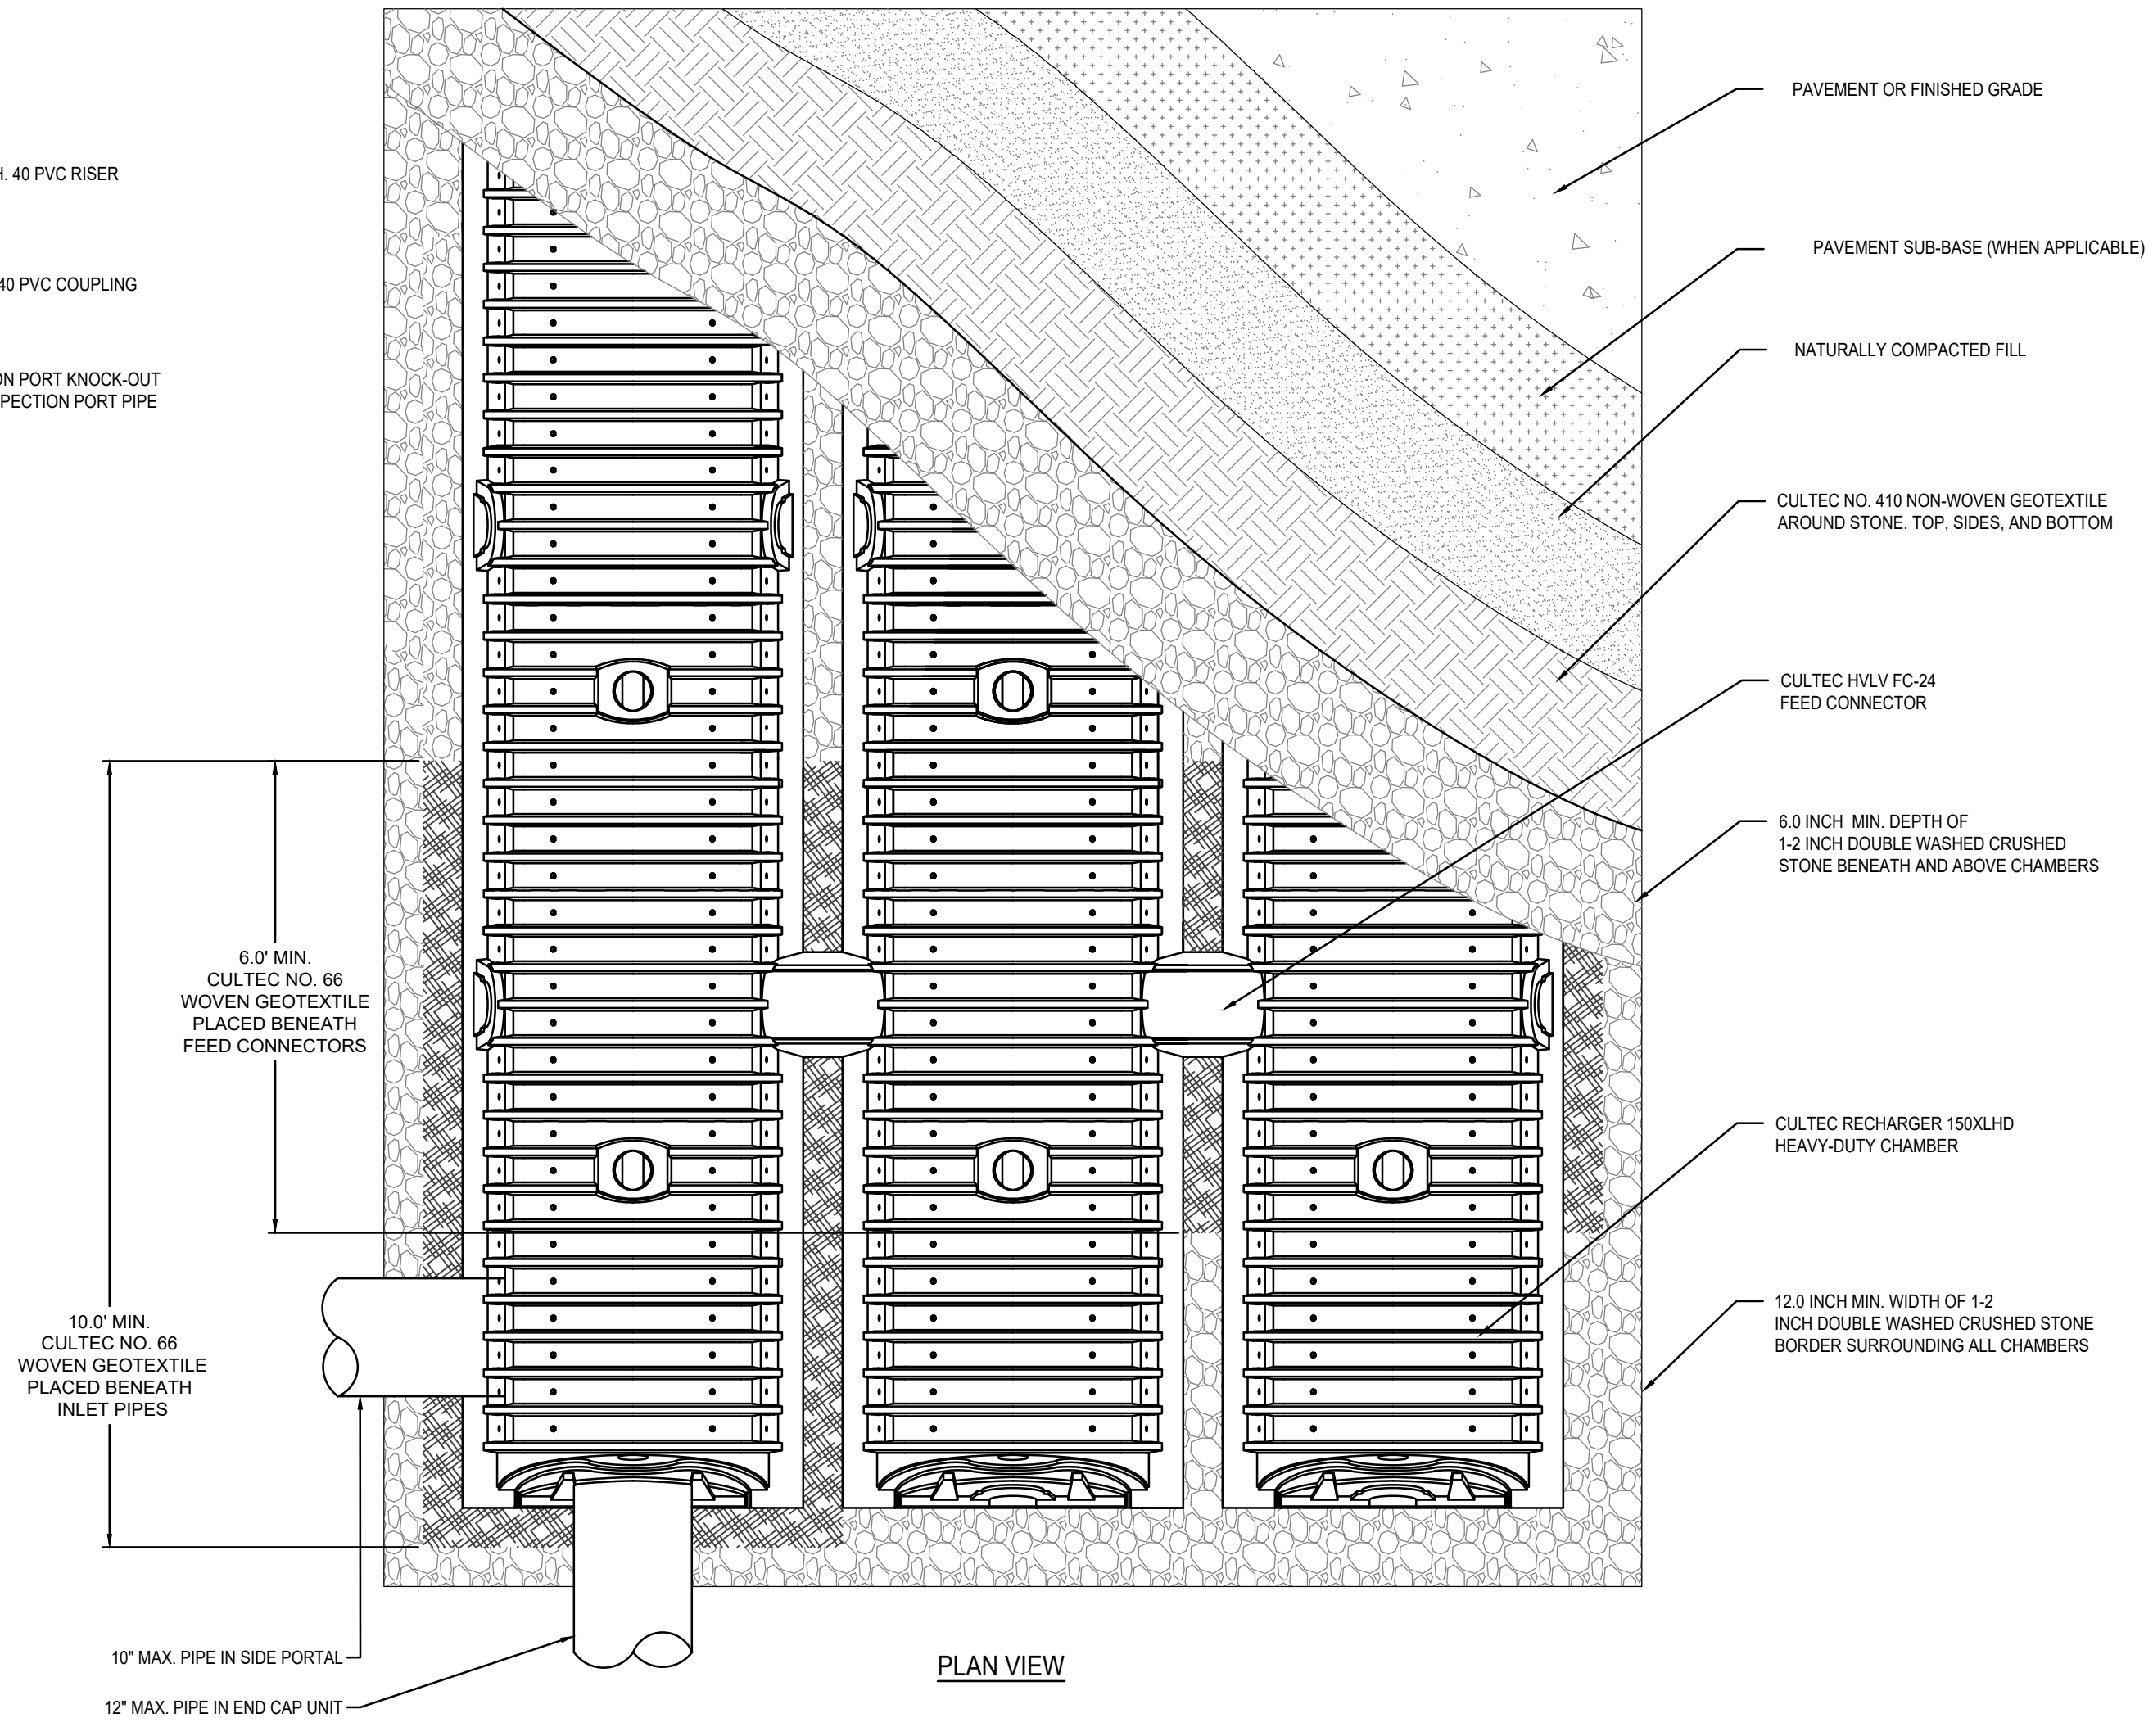 H. 40 PVC RISER
40 PVC COUPLING
ON PORT KNOCK-OUT
PECTION PORT PIPE
6.0' MIN.
CULTEC NO. 66
WOVEN GEOTEXTILE
PLACED BENEATH
FEED CONNECTORS
10.0' MIN.
CULTEC NO. 66
WOVEN GEOTEXTILE
PLACED BENEATH
INLET PIPES
10" MAX. PIPE IN SIDE PORTAL
12" MAX. PIPE IN END CAP UNIT
PLAN VIEW
PAVEMENT OR FINISHED GRADE
PAVEMENT SUB-BASE (WHEN APPLICABLE)
NATURALLY COMPACTED FILL
CULTEC NO. 410 NON-WOVEN GEOTEXTILE
AROUND STONE. TOP, SIDES, AND BOTTOM
CULTEC HVLV FC-24
FEED CONNECTOR
6.0 INCH MIN. DEPTH OF
1-2 INCH DOUBLE WASHED CRUSHED
STONE BENEATH AND ABOVE CHAMBERS
CULTEC RECHARGER 150XLHD
HEAVY-DUTY CHAMBER
12.0 INCH MIN. WIDTH OF 1-2
INCH DOUBLE WASHED CRUSHED STONE
BORDER SURROUNDING ALL CHAMBERS